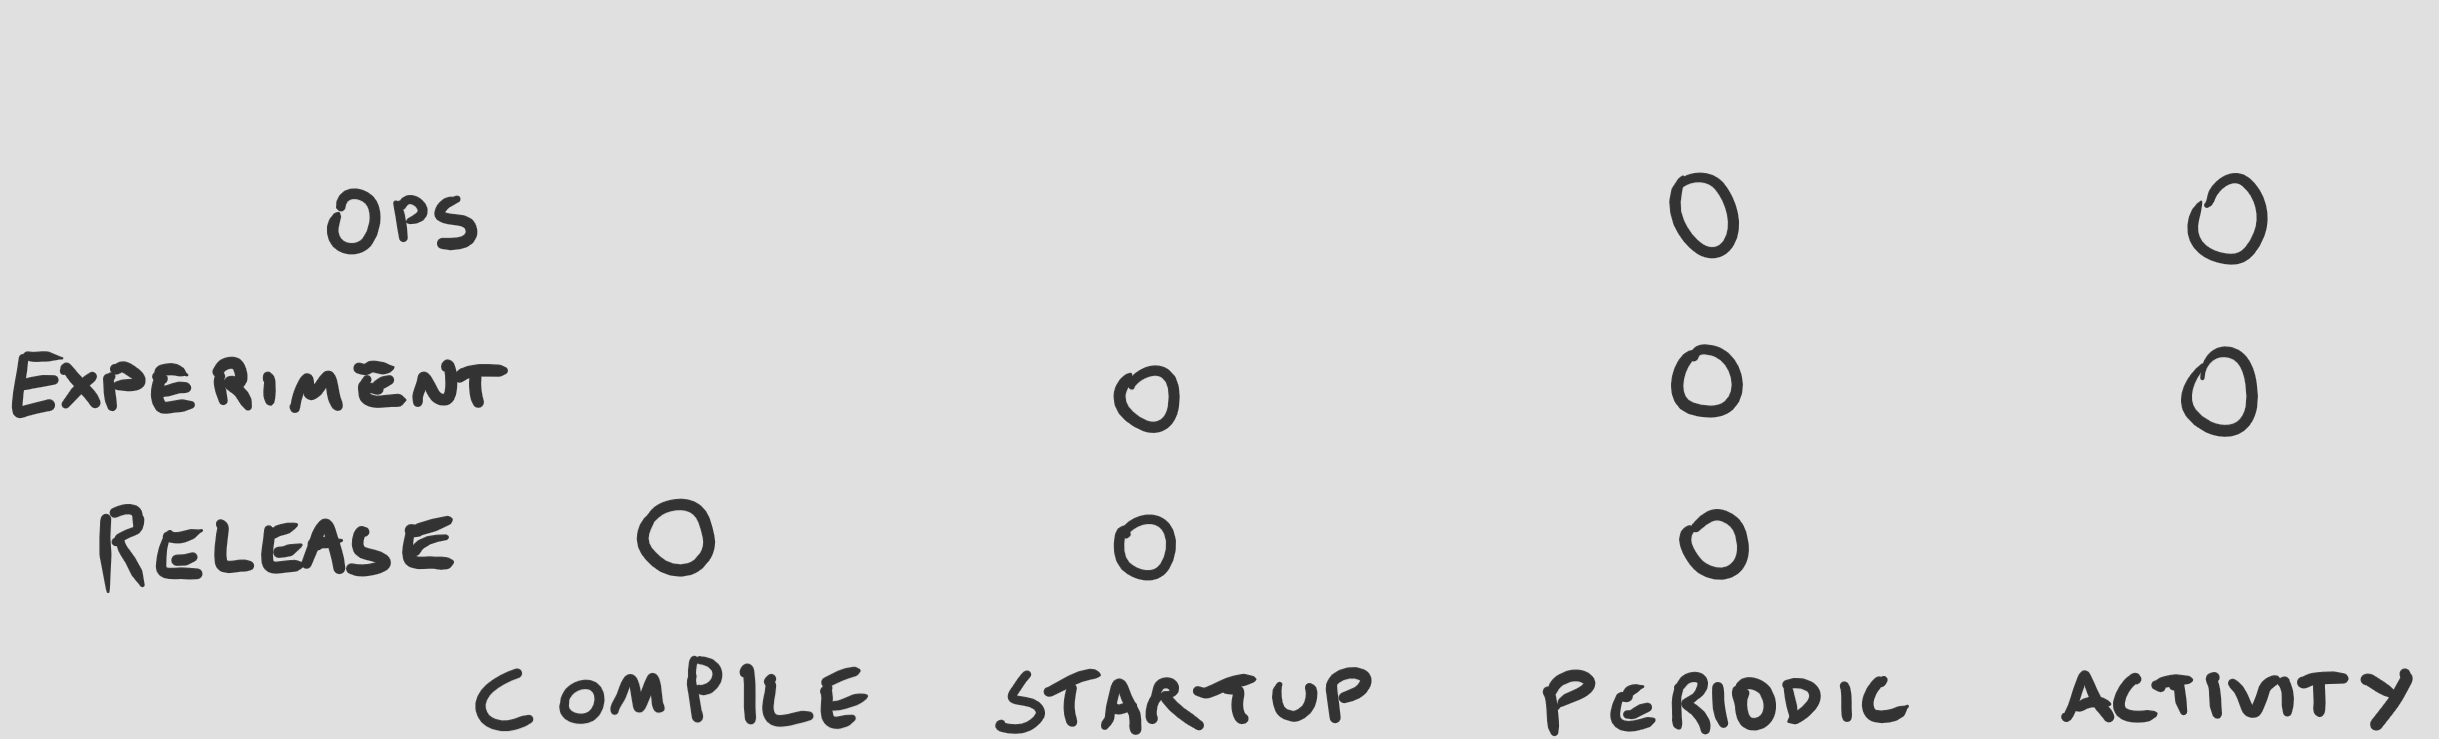 OPS
EXPERIMENT
RELEASE
COMPILE STARTUP PERIODIC ACTIVITY